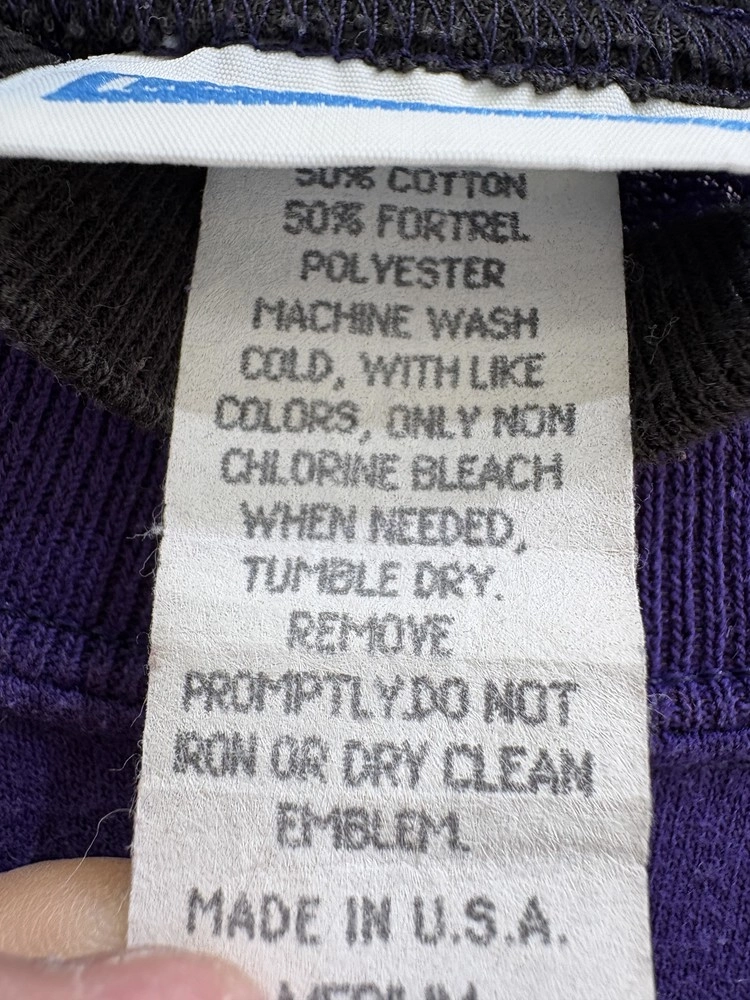 50% COTTON
50% FORTREL
POLYESTER
MACHINE WASH
COLD, WITH LIKE
COLORS, ONLY NON
CHLORINE BLEACH
WHEN NEEDED,
TUMBLE DRY.
REMOVE
PROMPTLY.DO NOT
IRON OR DRY CLEAN
EMBLEM.
MADE IN U.S.A.
MEDIUM